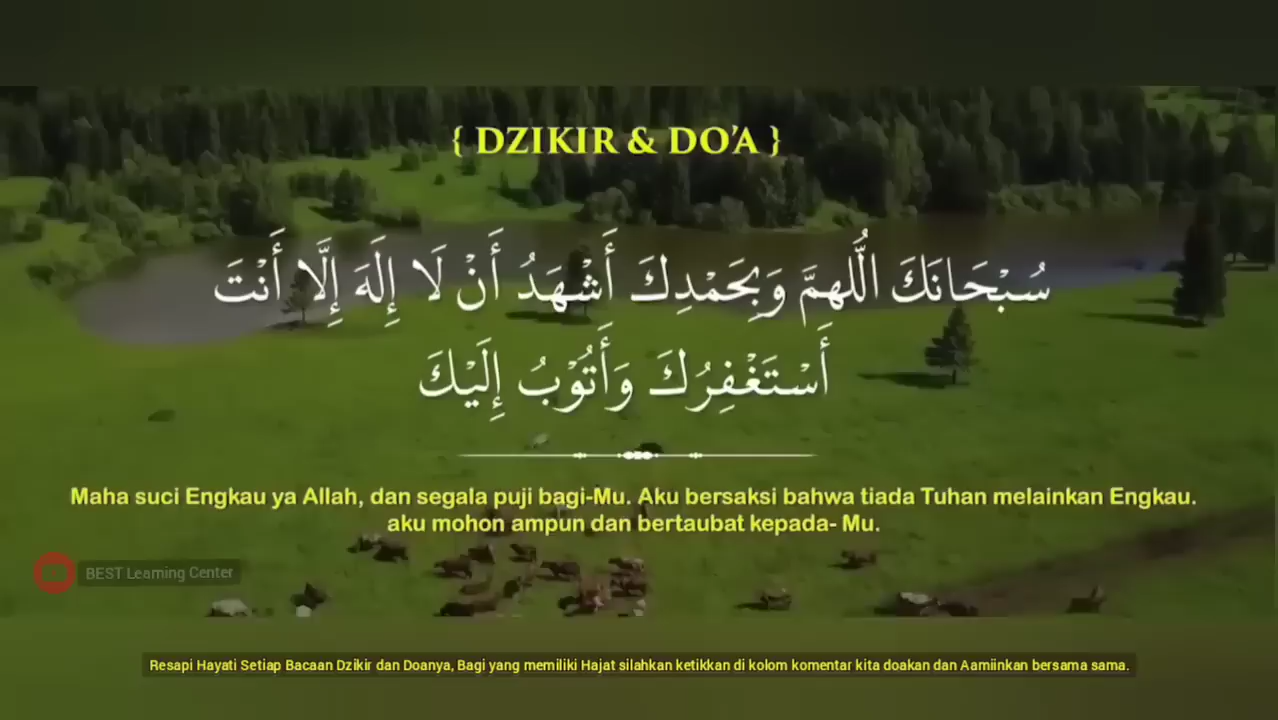 { DZIKIR & DO’A }
سُبْحَانَكَ اللَّهُمَّ وَبِحَمْدِكَ أَشْهَدُ أَنْ لَا إِلَهَ إِلَّا أَنْتَ
أَسْتَغْفِرُكَ وَأَتُوْبُ إِلَيْكَ
Maha suci Engkau ya Allah, dan segala puji bagi-Mu. Aku bersaksi bahwa tiada Tuhan melainkan Engkau.
aku mohon ampun dan bertaubat kepada- Mu.
BEST Learning Center
Resapi Hayati Setiap Bacaan Dzikir dan Doanya, Bagi yang memiliki Hajat silahkan ketikkan di kolom komentar kita doakan dan Aamiinkan bersama sama.